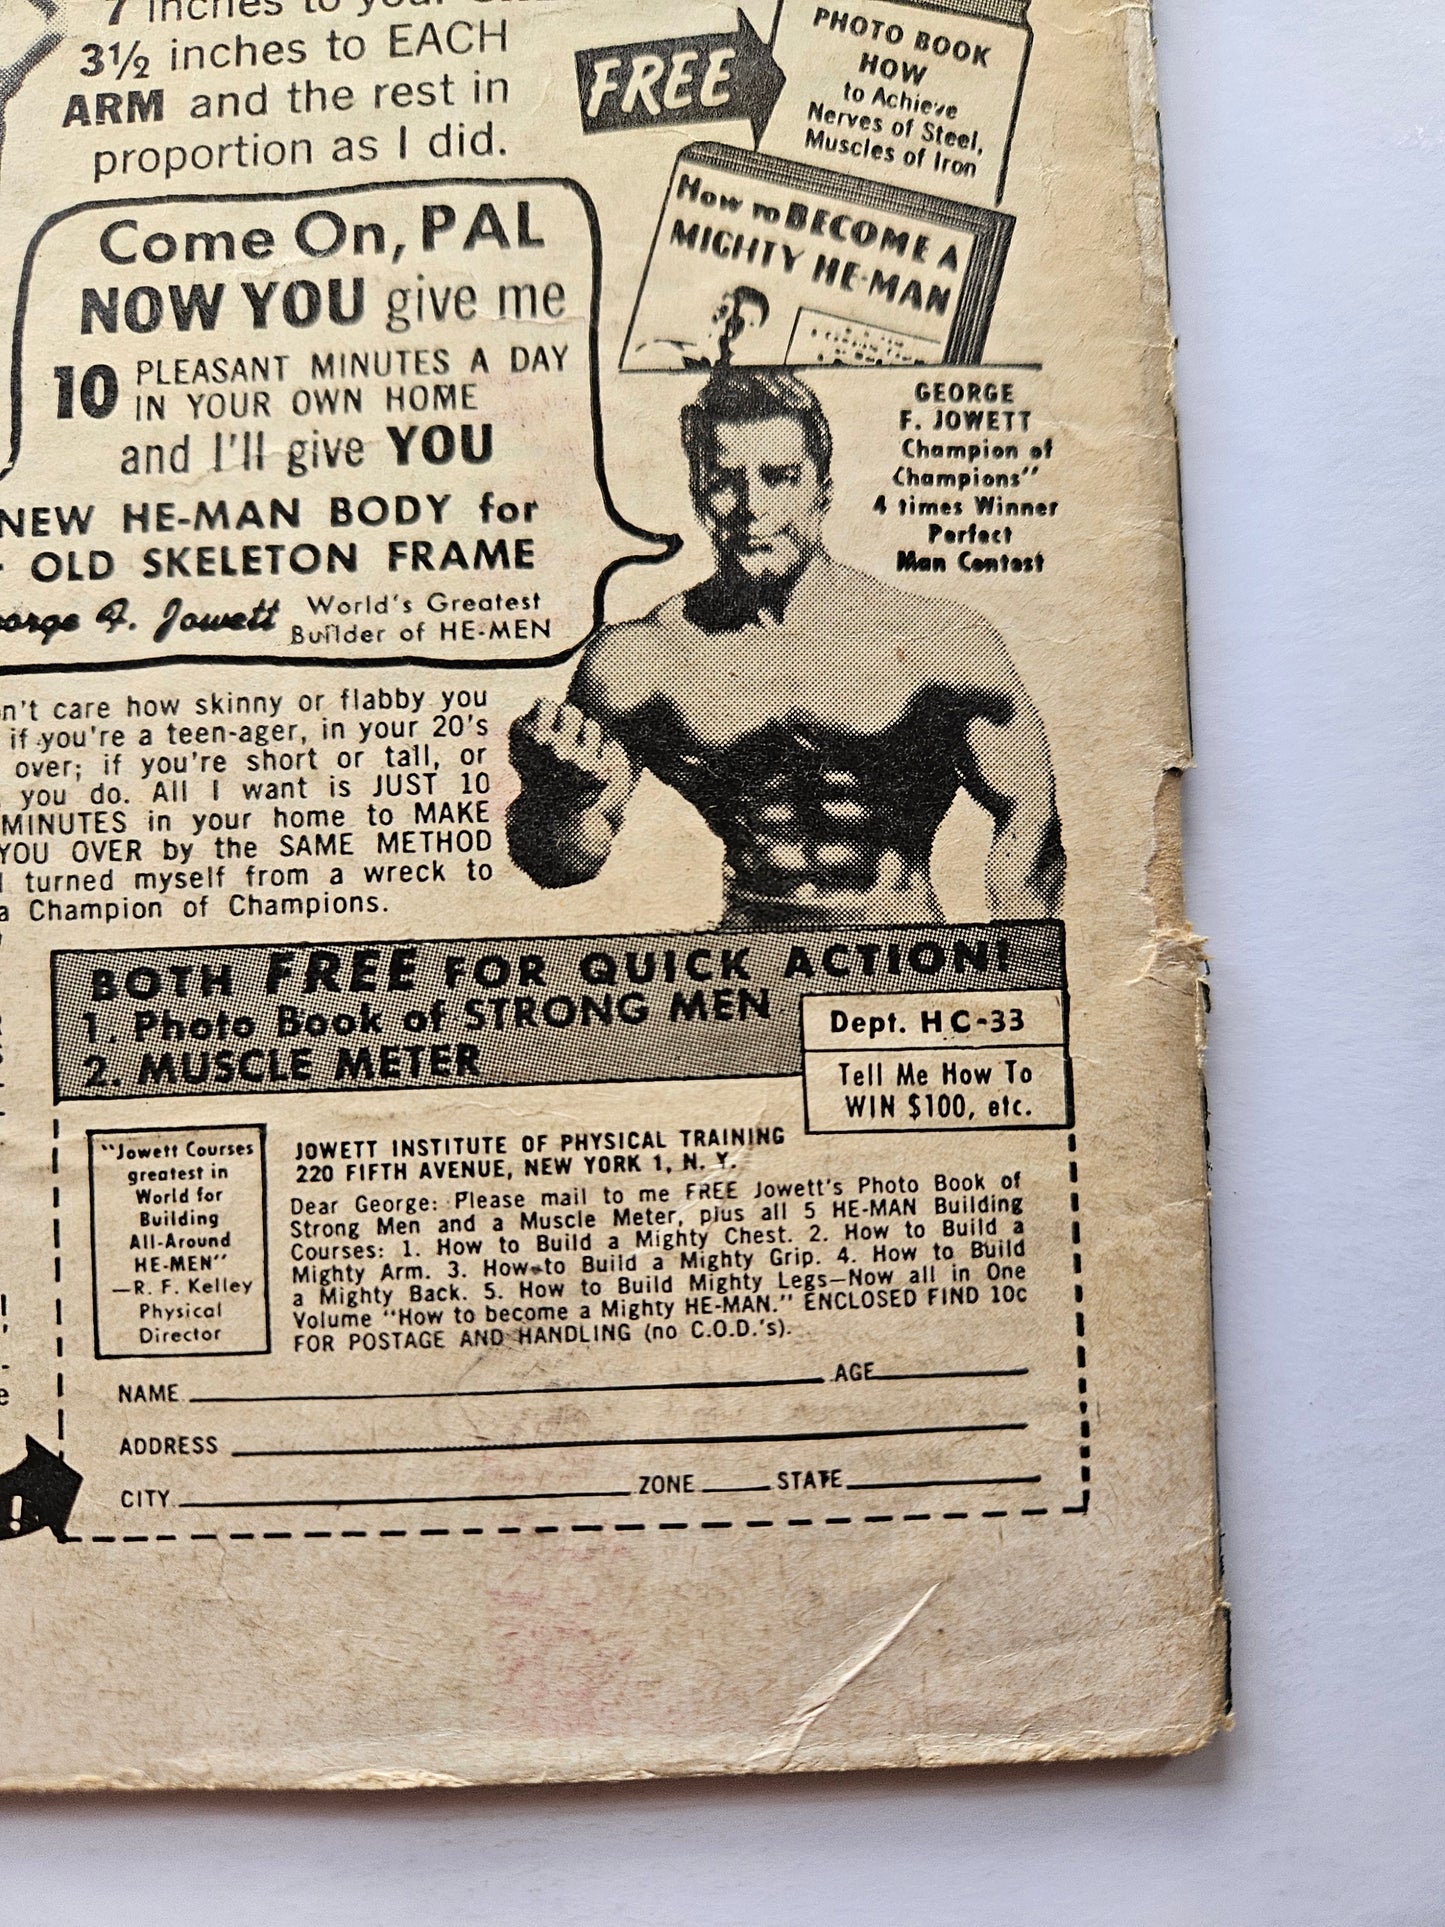 7 inches to your
3½ inches to EACH
ARM and the rest in
proportion as I did.
FREE
PHOTO BOOK
HOW
to Achieve
Nerves of Steel,
Muscles of Iron
How to BECOME A
MIGHTY HE-MAN
Come On, PAL
NOW YOU give me
10 PLEASANT MINUTES A DAY
IN YOUR OWN HOME
and I'll give YOU
NEW HE-MAN BODY for
OLD SKELETON FRAME
George F. Jowett World's Greatest
Builder of HE-MEN
GEORGE
F. JOWETT
Champion of
Champions"
4 times Winner
Perfect
Man Contest
n't care how skinny or flabby you
if you're a teen-ager, in your 20's
over; if you're short or tall, or
you do. All I want is JUST 10
MINUTES in your home to MAKE
YOU OVER by the SAME METHOD
I turned myself from a wreck to
a Champion of Champions.
BOTH FREE FOR QUICK ACTION!
1. Photo Book of STRONG MEN
2. MUSCLE METER
Dept. HC-33
Tell Me How To
WIN $100, etc.
"Jowett Courses
greatest in
World for
Building
All-Around
HE-MEN"
—R. F. Kelley
Physical
Director
JOWETT INSTITUTE OF PHYSICAL TRAINING
220 FIFTH AVENUE, NEW YORK 1, N. Y.
Dear George: Please mail to me FREE Jowett's Photo Book of
Strong Men and a Muscle Meter, plus all 5 HE-MAN Building
Courses: 1. How to Build a Mighty Chest. 2. How to Build a
Mighty Arm. 3. How to Build a Mighty Grip. 4. How to Build
a Mighty Back. 5. How to Build Mighty Legs—Now all in One
Volume "How to become a Mighty HE-MAN." ENCLOSED FIND 10c
FOR POSTAGE AND HANDLING (no C.O.D.'s).
NAME AGE
ADDRESS
CITY ZONE STATE
!